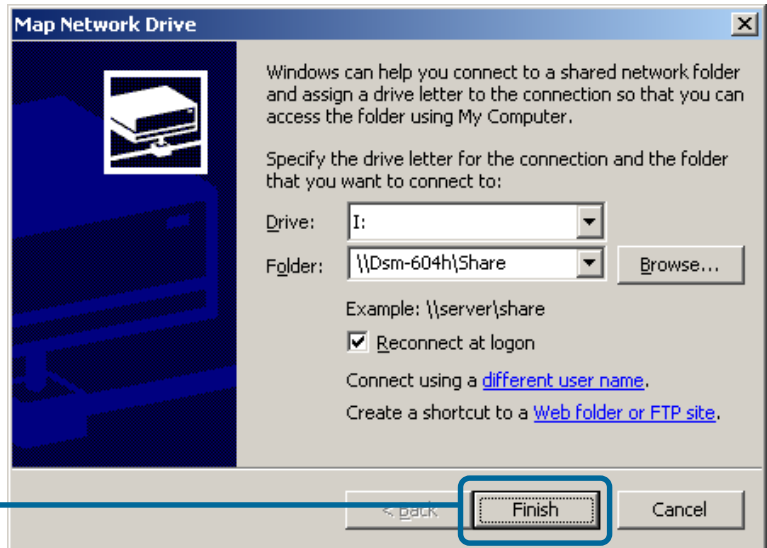 Map Network Drive
Windows can help you connect to a shared network folder
and assign a drive letter to the connection so that you can
access the folder using My Computer.
Specify the drive letter for the connection and the folder
that you want to connect to:
Drive: I:
Folder: \\Dsm-604h\Share Browse...
Example: \\server\share
Reconnect at logon
Connect using a different user name.
Create a shortcut to a Web folder or FTP site.
< Back Finish Cancel